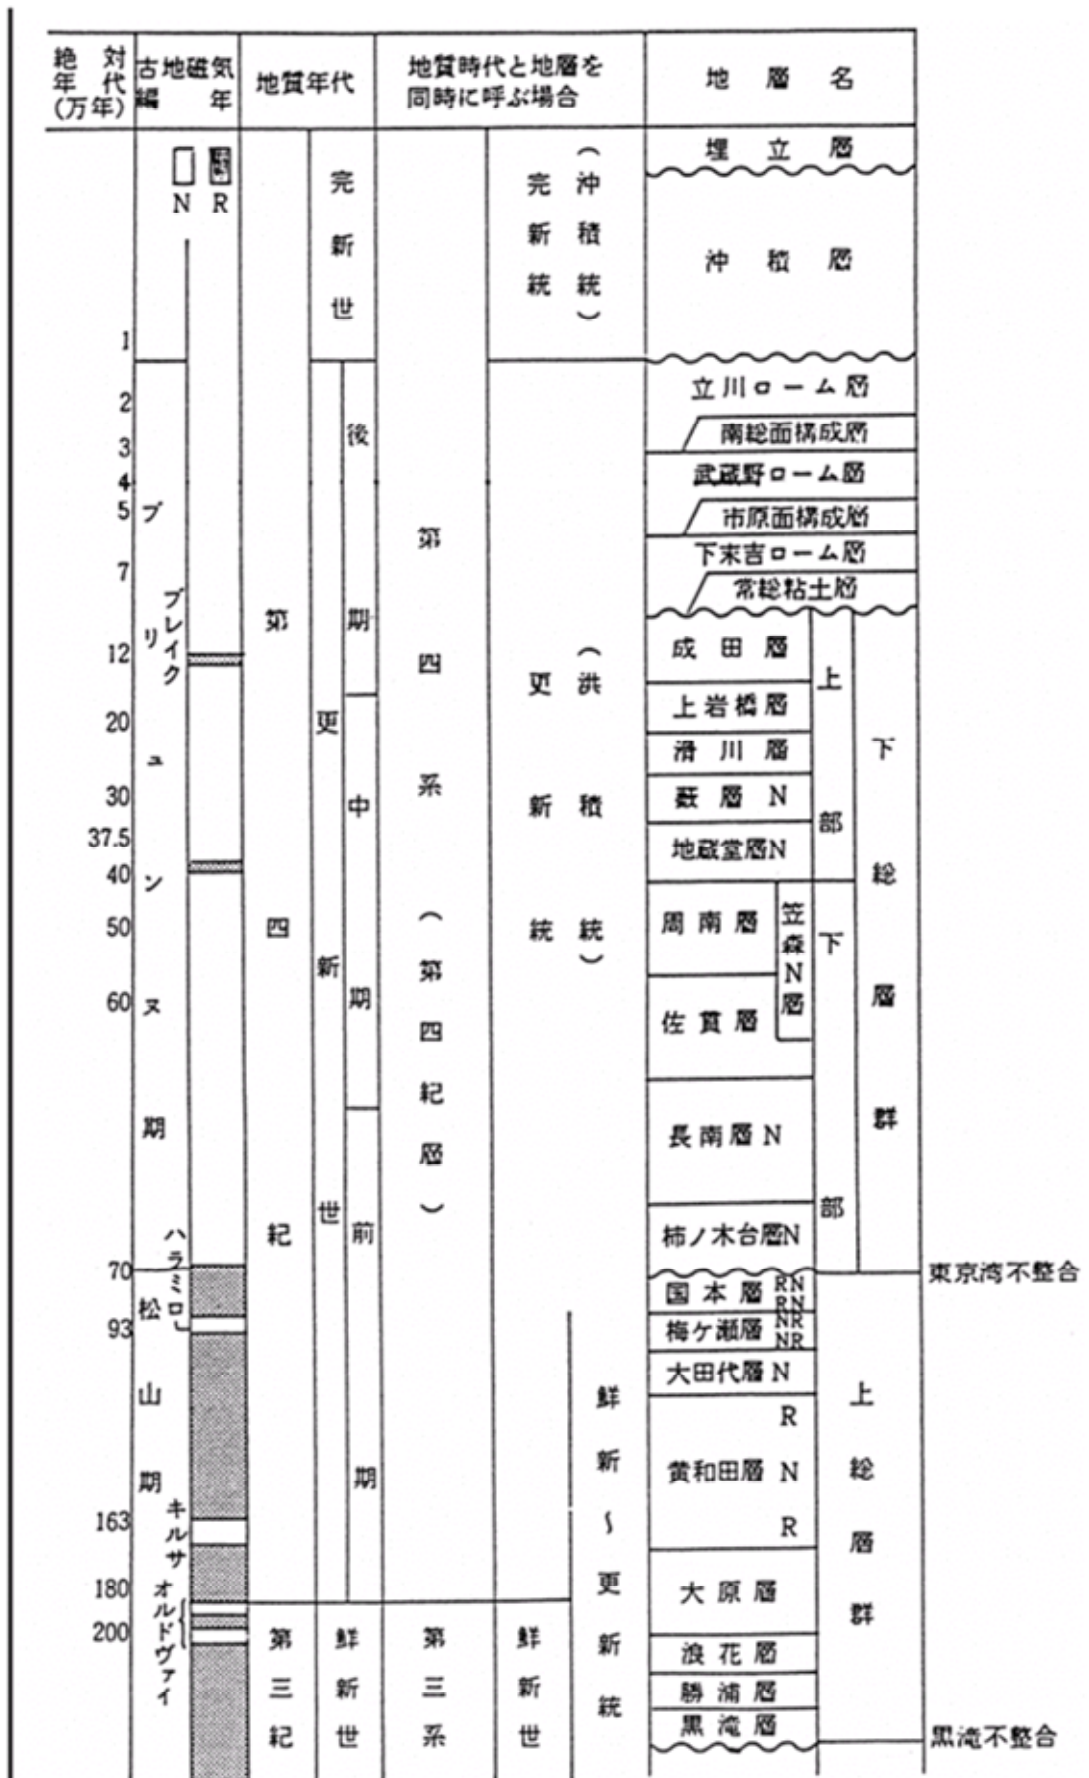 絶対年代(万年)
古地磁気編年
地質年代
地質時代と地層を
同時に呼ぶ場合
地層名
N R
1
2
3
4
5
7
12
20
30
37.5
40
50
60
70
93
163
180
200
ブリュンヌ期
ブレイク
ハラミロ
松山期
キルサ
オルドヴァイ
第四紀
第三紀
完新世
更新世
後期
中期
前期
鮮新世
第四系(第四紀層)
第三系
完新統
(沖積統)
更新統
(洪積統)
鮮新世
鮮新~更新統
埋立層
沖積層
立川ローム層
南総面構成層
武蔵野ローム層
市原面構成層
下末吉ローム層
常総粘土層
成田層
上岩橋層
滑川層
藪層 N
地蔵堂層N
周南層
笠森N層
佐貫層
長南層N
柿ノ木台層N
国本層 RN
RN
梅ケ瀬層 NR
NR
大田代層N
黄和田層
R
N
R
大原層
浪花層
勝浦層
黒滝層
上部
下部
下総層群
上総層群
東京湾不整合
黒滝不整合